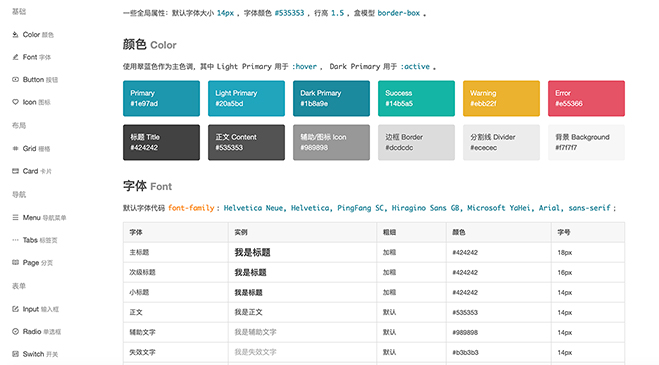 基础
Color 颜色
Font 字体
Button 按钮
Icon 图标
布局
Grid 栅格
Card 卡片
导航
Menu 导航菜单
Tabs 标签页
Page 分页
表单
Input 输入框
Radio 单选框
Switch 开关
一些全局属性：默认字体大小 14px ，字体颜色 #535353 ，行高 1.5 ，盒模型 border-box 。
颜色 Color
使用翠蓝色作为主色调，其中 Light Primary 用于 :hover ， Dark Primary 用于 :active 。
Primary
#1e97ad
Light Primary
#20a5bd
Dark Primary
#1b8a9e
Success
#14b5a5
Warning
#ebb22f
Error
#e55366
标题 Title
#424242
正文 Content
#535353
辅助/图标 Icon
#989898
边框 Border
#dcdcdc
分割线 Divider
#ececec
背景 Background
#f7f7f7
字体 Font
默认字体代码 font-family : Helvetica Neue, Helvetica, PingFang SC, Hiragino Sans GB, Microsoft YaHei, Arial, sans-serif ;
字体 实例 粗细 颜色 字号
主标题 我是标题 加粗 #424242 18px
次级标题 我是标题 加粗 #424242 16px
小标题 我是标题 加粗 #424242 14px
正文 我是正文 默认 #535353 14px
辅助文字 我是辅助文字 默认 #989898 14px
失效文字 我是失效文字 默认 #b3b3b3 14px